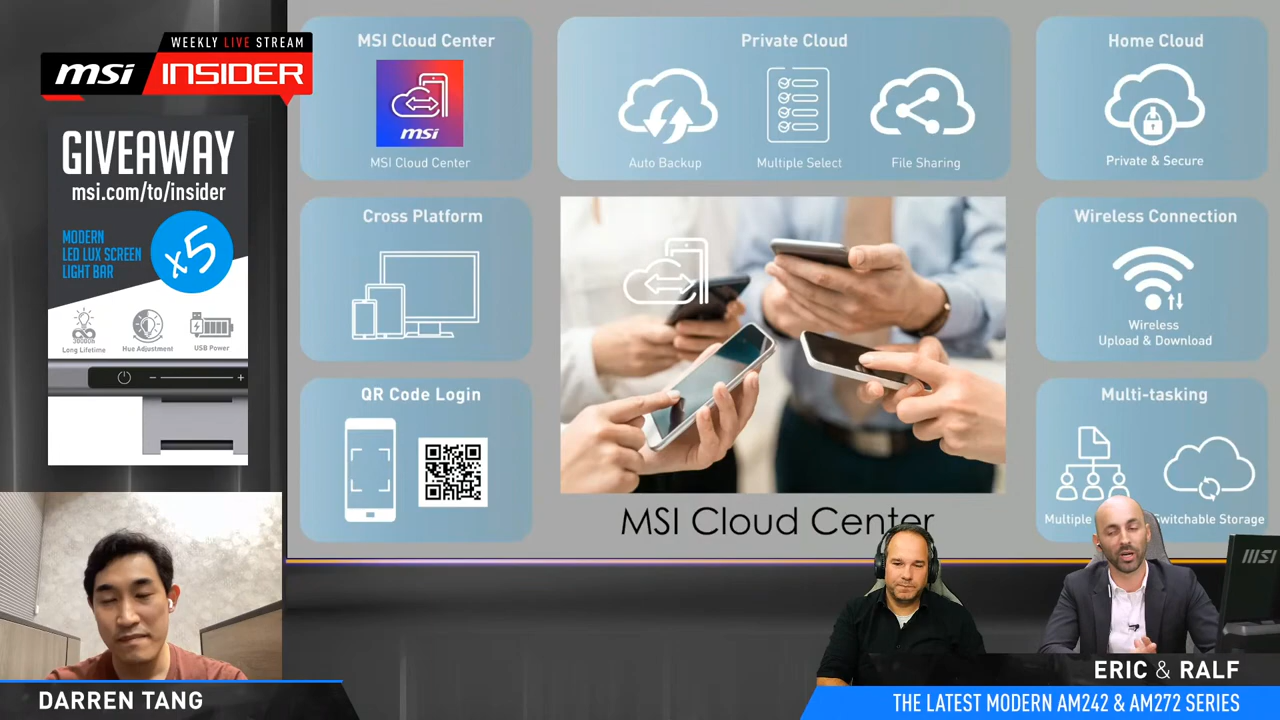 WEEKLY LIVE STREAM
msi INSIDER
GIVEAWAY
msi.com/to/insider
MODERN
LED LUX SCREEN
LIGHT BAR
x5
Long Lifetime
Hue Adjustment
USB Power
MSI Cloud Center
msi
MSI Cloud Center
Private Cloud
Auto Backup
Multiple Select
File Sharing
Home Cloud
Private & Secure
Cross Platform
Wireless Connection
Wireless
Upload & Download
QR Code Login
Multi-tasking
Multiple
Switchable Storage
MSI Cloud Center
MSI
DARREN TANG
ERIC & RALF
THE LATEST MODERN AM242 & AM272 SERIES